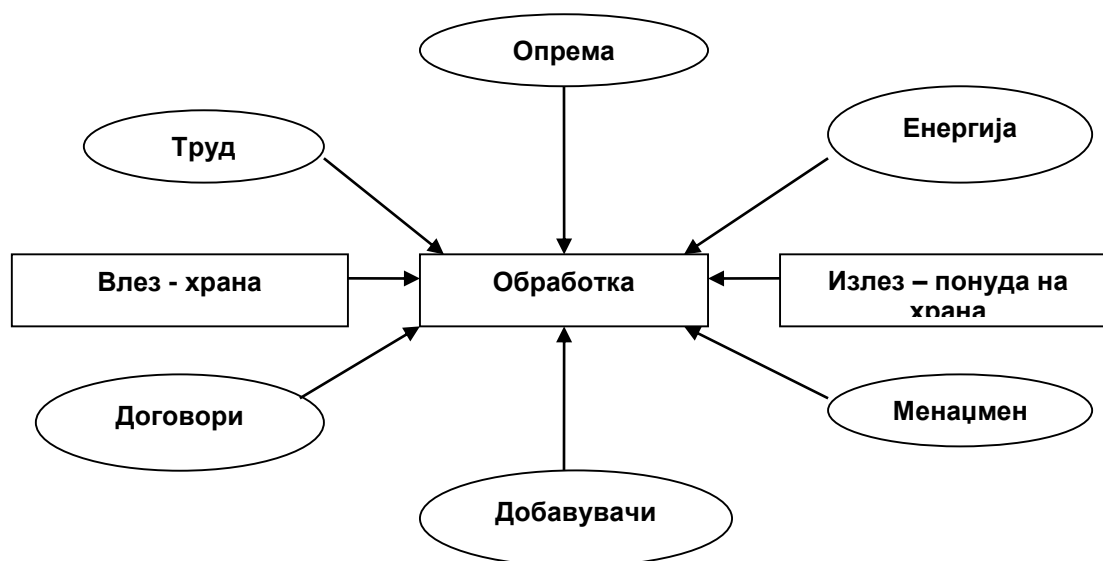 Опрема
Труд
Енергија
Влез - храна
Обработка
Излез – понуда на
храна
Договори
Менаџмен
Добавувачи